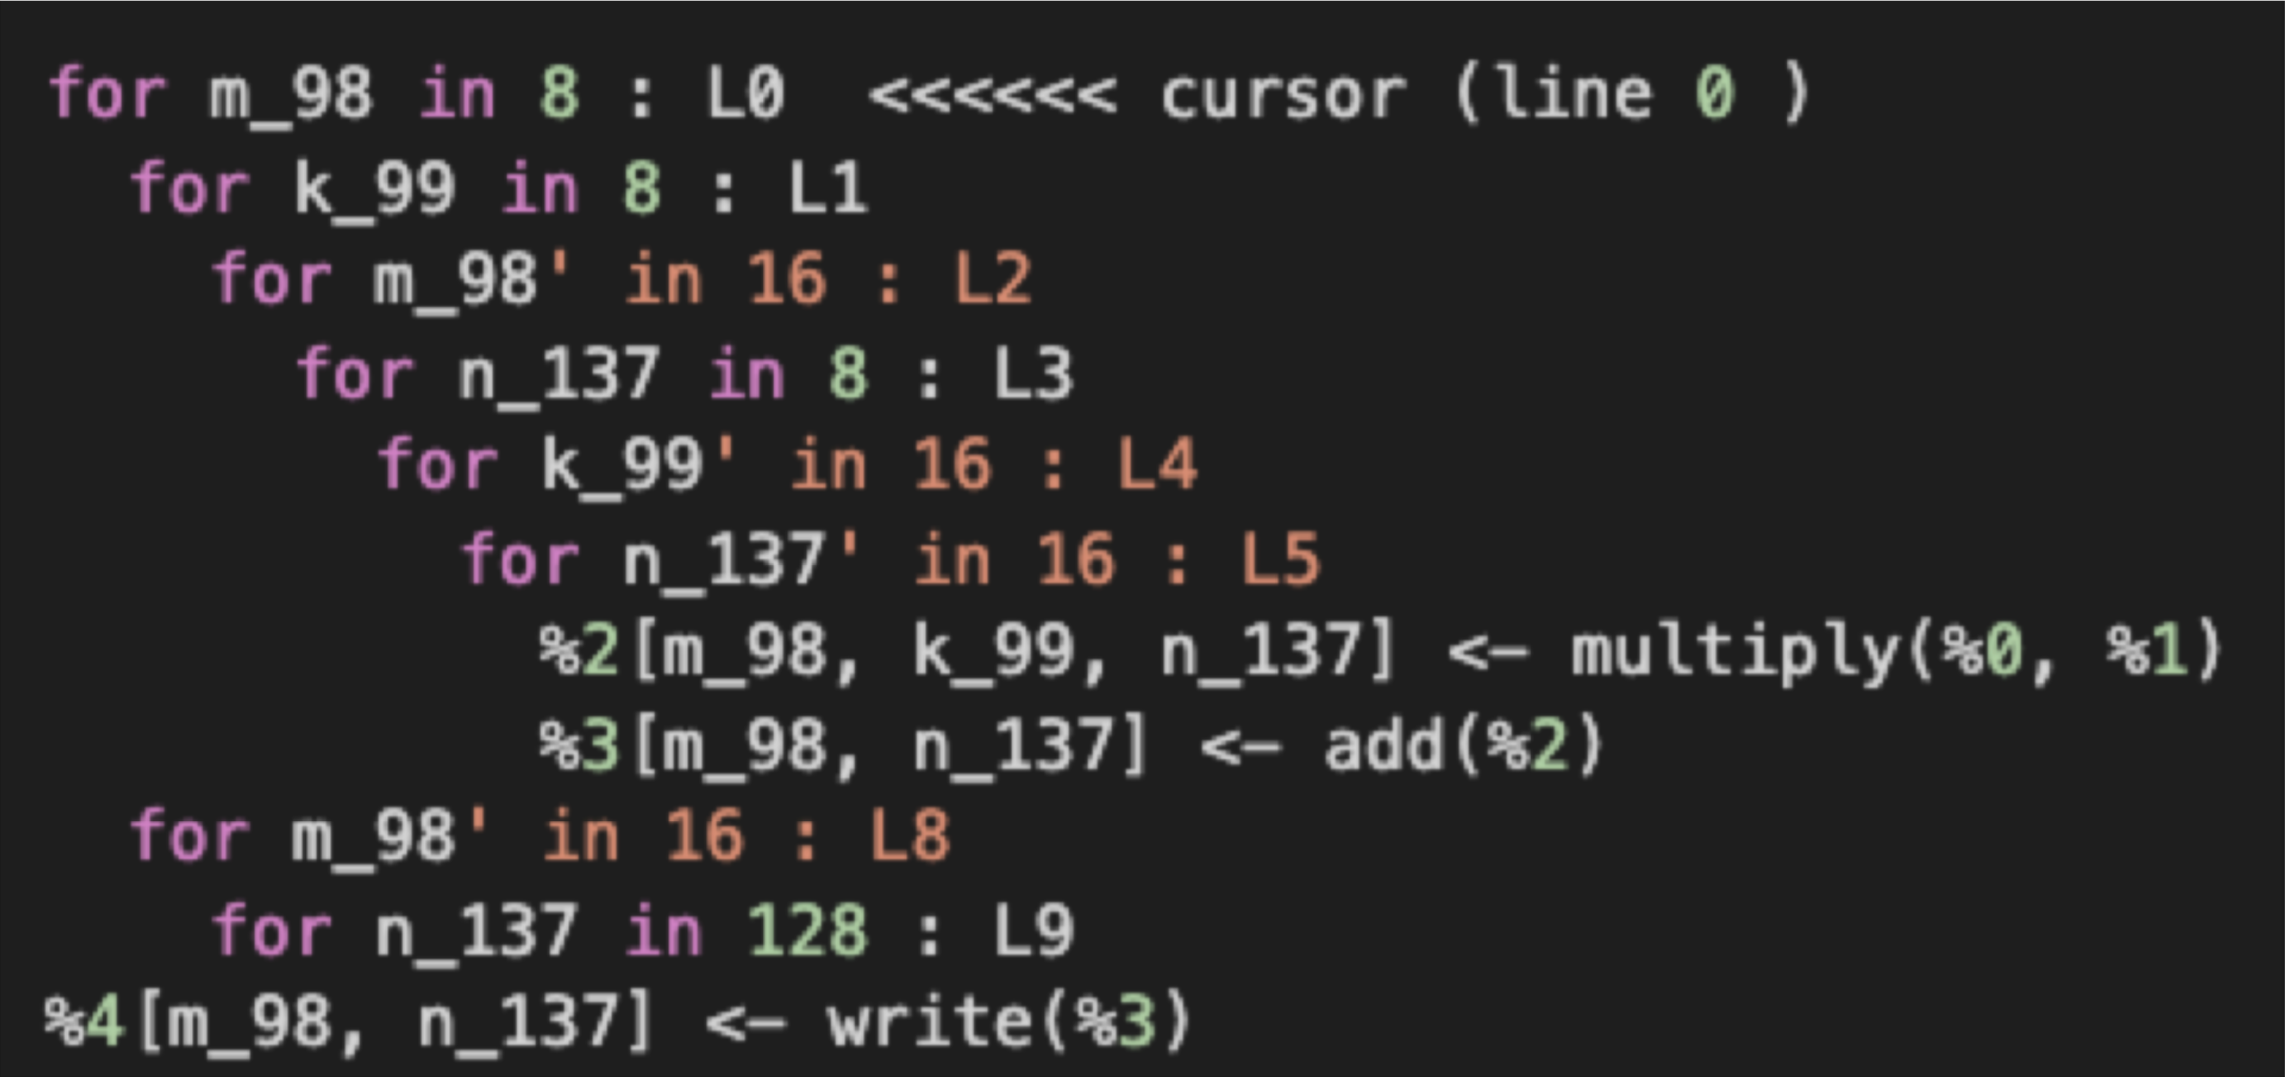 for m_98 in 8 : L0  <<<<<< cursor (line 0 )
  for k_99 in 8 : L1
    for m_98' in 16 : L2
      for n_137 in 8 : L3
        for k_99' in 16 : L4
          for n_137' in 16 : L5
            %2[m_98, k_99, n_137] <- multiply(%0, %1)
            %3[m_98, n_137] <- add(%2)
  for m_98' in 16 : L8
    for n_137 in 128 : L9
%4[m_98, n_137] <- write(%3)